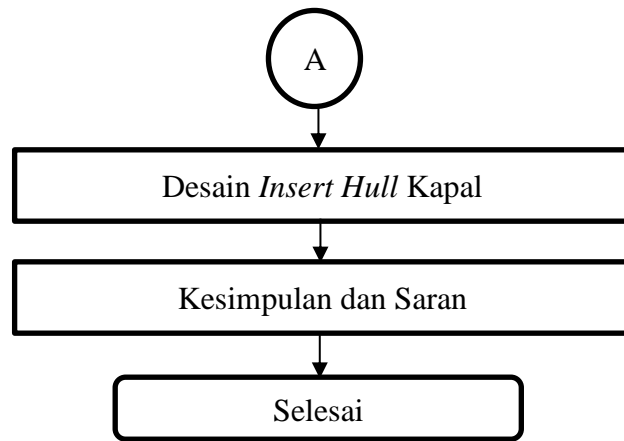 A
Desain Insert Hull Kapal
Kesimpulan dan Saran
Selesai